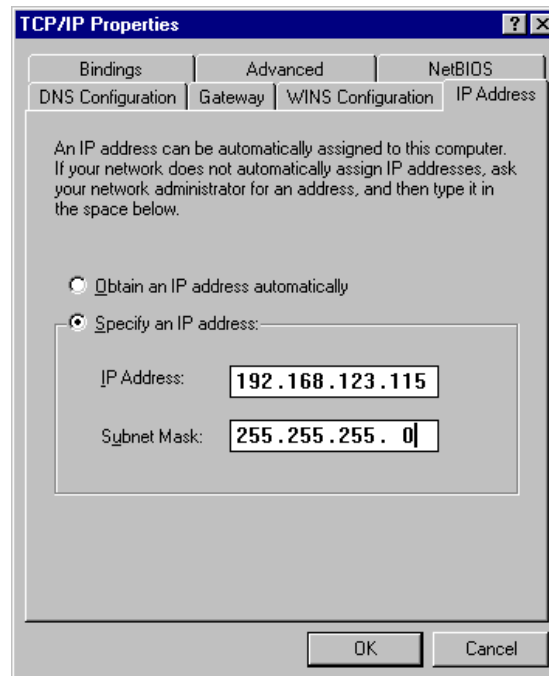 TCP/IP Properties
Bindings Advanced NetBIOS
DNS Configuration Gateway WINS Configuration IP Address
An IP address can be automatically assigned to this computer.
If your network does not automatically assign IP addresses, ask
your network administrator for an address, and then type it in
the space below.
Obtain an IP address automatically
Specify an IP address:
IP Address: 192.168.123.115
Subnet Mask: 255.255.255. 0
OK Cancel